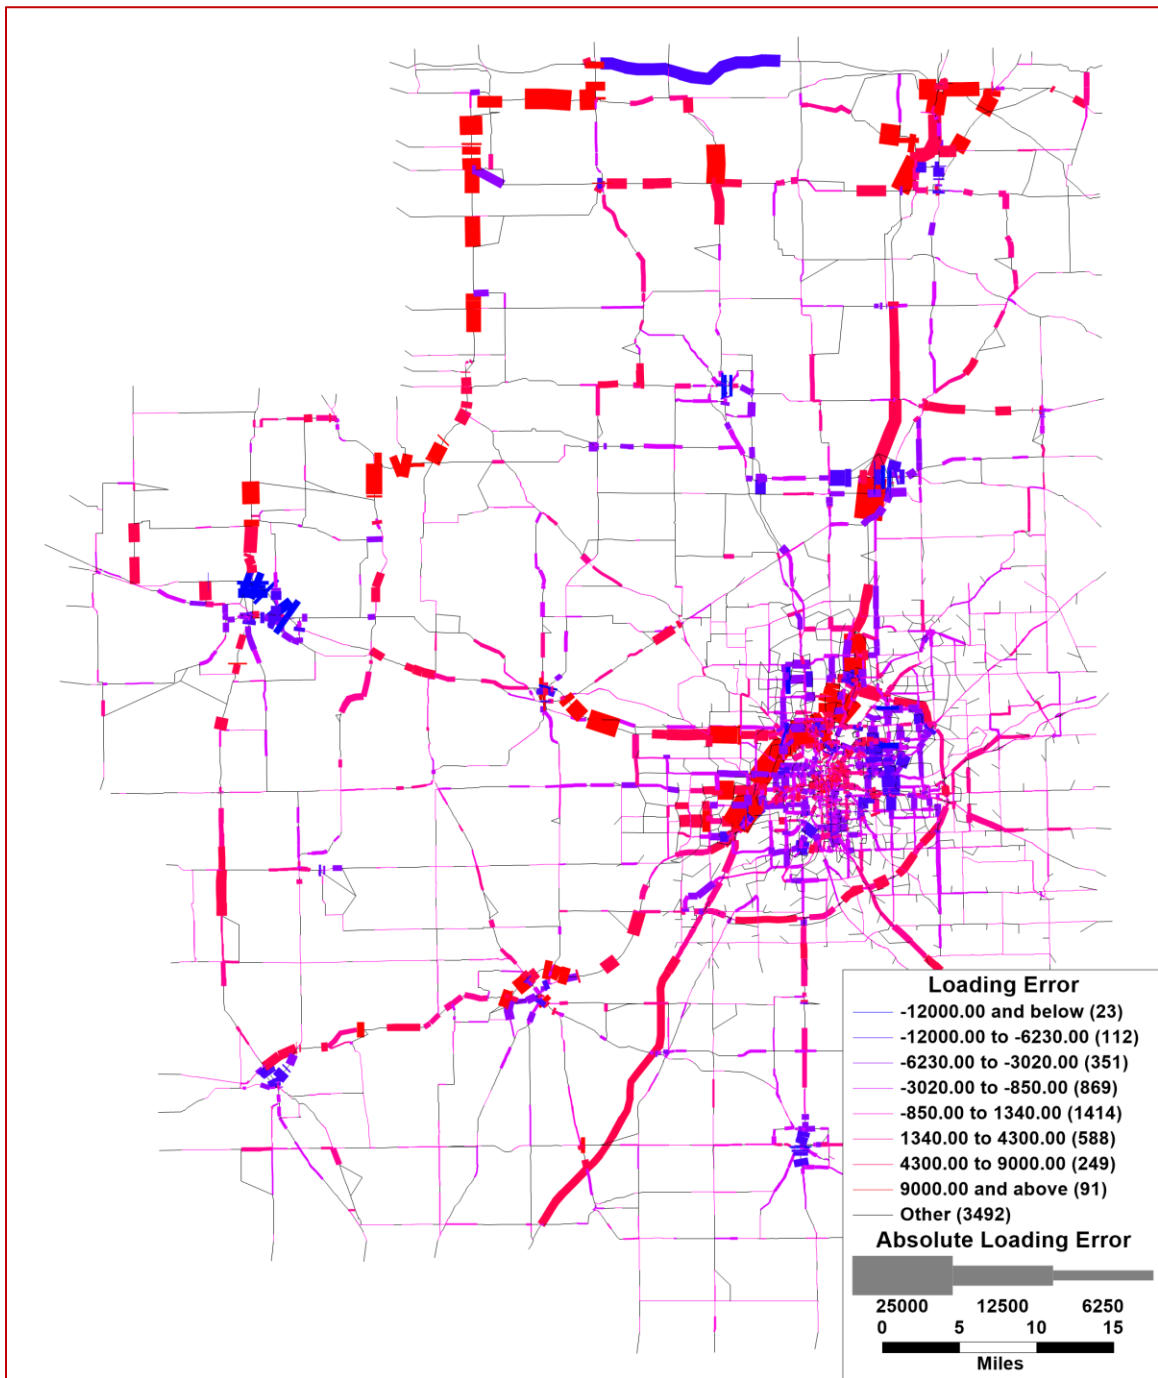 Loading Error
-12000.00 and below (23)
-12000.00 to -6230.00 (112)
-6230.00 to -3020.00 (351)
-3020.00 to -850.00 (869)
-850.00 to 1340.00 (1414)
1340.00 to 4300.00 (588)
4300.00 to 9000.00 (249)
9000.00 and above (91)
Other (3492)
Absolute Loading Error
25000 12500 6250
0 5 10 15
Miles